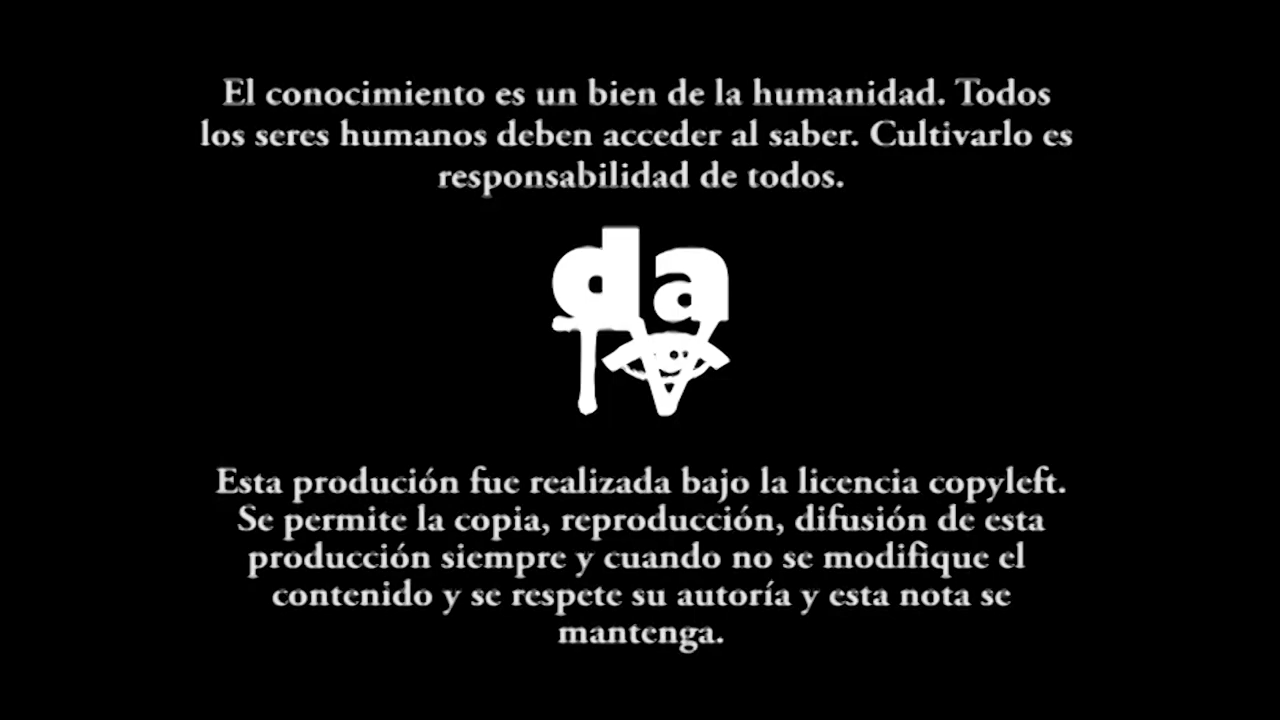 El conocimiento es un bien de la humanidad. Todos
los seres humanos deben acceder al saber. Cultivarlo es
responsabilidad de todos.
da
TV
Esta produción fue realizada bajo la licencia copyleft.
Se permite la copia, reproducción, difusión de esta
producción siempre y cuando no se modifique el
contenido y se respete su autoría y esta nota se
mantenga.